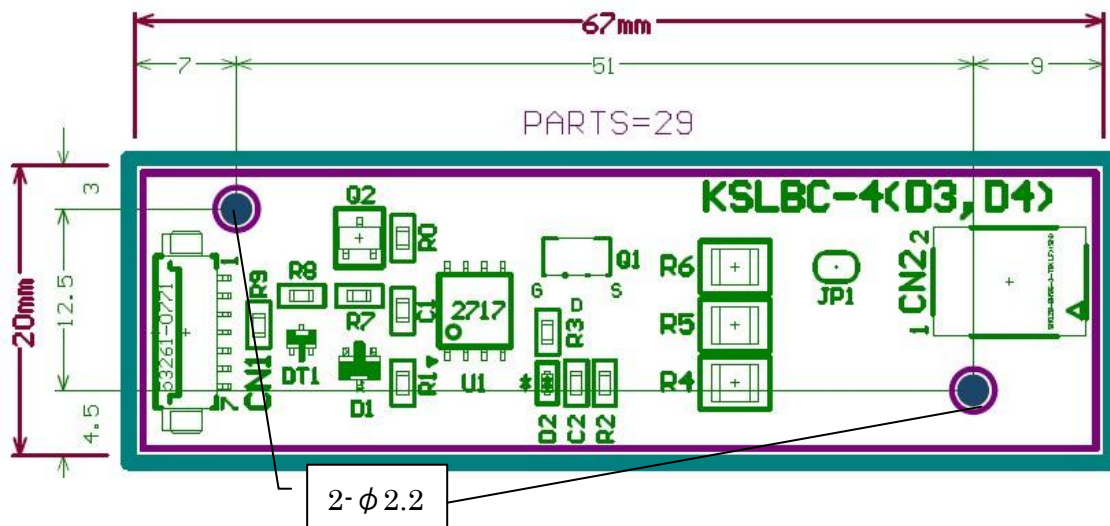 67mm
7
51
9
PARTS=29
3
12.5
4.5
20mm
KSLBC-4(D3,D4)
Q2
R0
R8
R9
R7
C1
2717
Q1
G
D
S
R3
R6
R5
R4
JP1
CN2
2
1
1
53261-0771
7
CN1
DT1
D1
R1
U1
D2
C2
R2
2-φ2.2